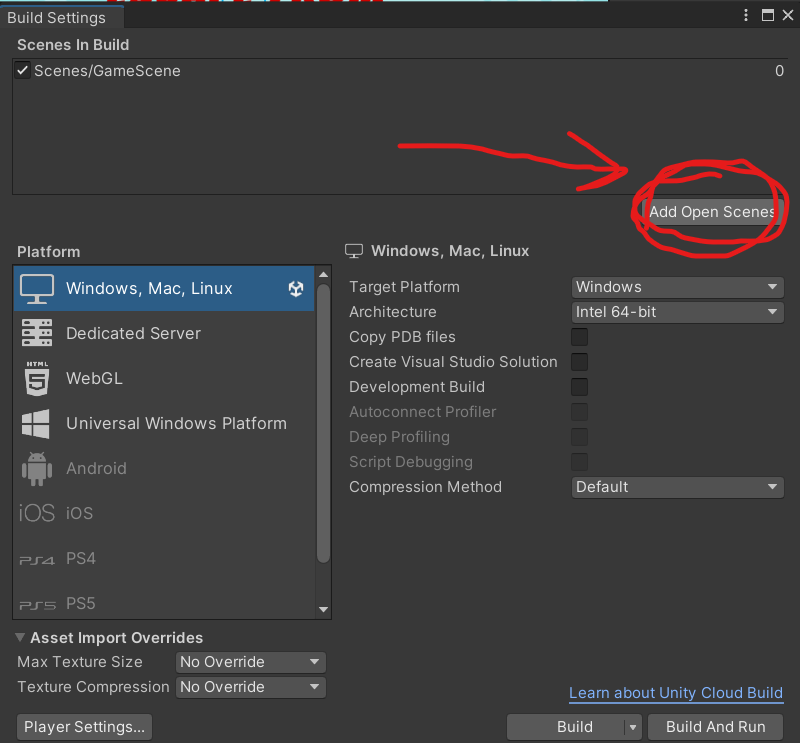 Build Settings
Scenes In Build
Scenes/GameScene 0
Add Open Scenes
Platform
Windows, Mac, Linux
Dedicated Server
HTML
5
WebGL
Universal Windows Platform
Android
iOS iOS
PS4 PS4
PS5 PS5
Windows, Mac, Linux
Target Platform Windows
Architecture Intel 64-bit
Copy PDB files
Create Visual Studio Solution
Development Build
Autoconnect Profiler
Deep Profiling
Script Debugging
Compression Method Default
Asset Import Overrides
Max Texture Size No Override
Texture Compression No Override
Learn about Unity Cloud Build
Player Settings...
Build
Build And Run